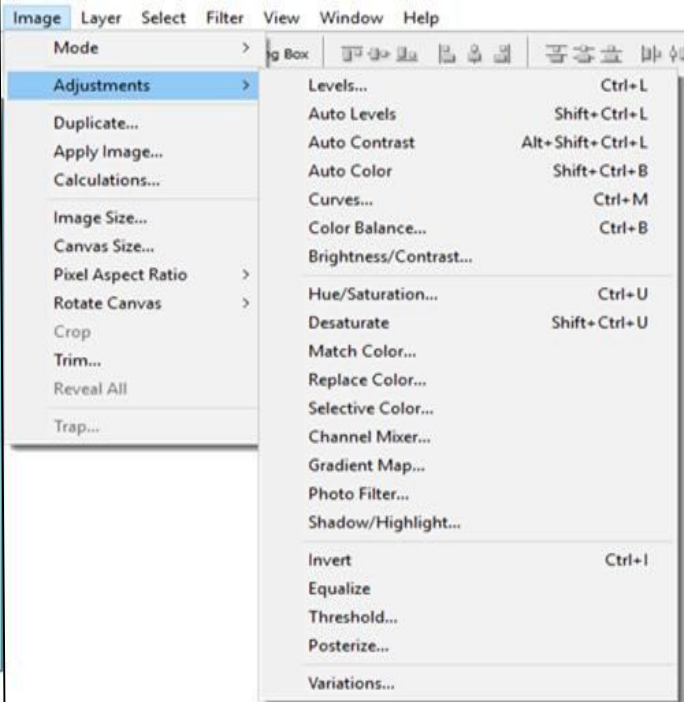 Image Layer Select Filter View Window Help
Mode >
ng Box
Adjustments >
Duplicate...
Apply Image...
Calculations...
Image Size...
Canvas Size...
Pixel Aspect Ratio >
Rotate Canvas >
Crop
Trim...
Reveal All
Trap...
Levels... Ctrl+L
Auto Levels Shift+Ctrl+L
Auto Contrast Alt+Shift+Ctrl+L
Auto Color Shift+Ctrl+B
Curves... Ctrl+M
Color Balance... Ctrl+B
Brightness/Contrast...
Hue/Saturation... Ctrl+U
Desaturate Shift+Ctrl+U
Match Color...
Replace Color...
Selective Color...
Channel Mixer...
Gradient Map...
Photo Filter...
Shadow/Highlight...
Invert Ctrl+I
Equalize
Threshold...
Posterize...
Variations...